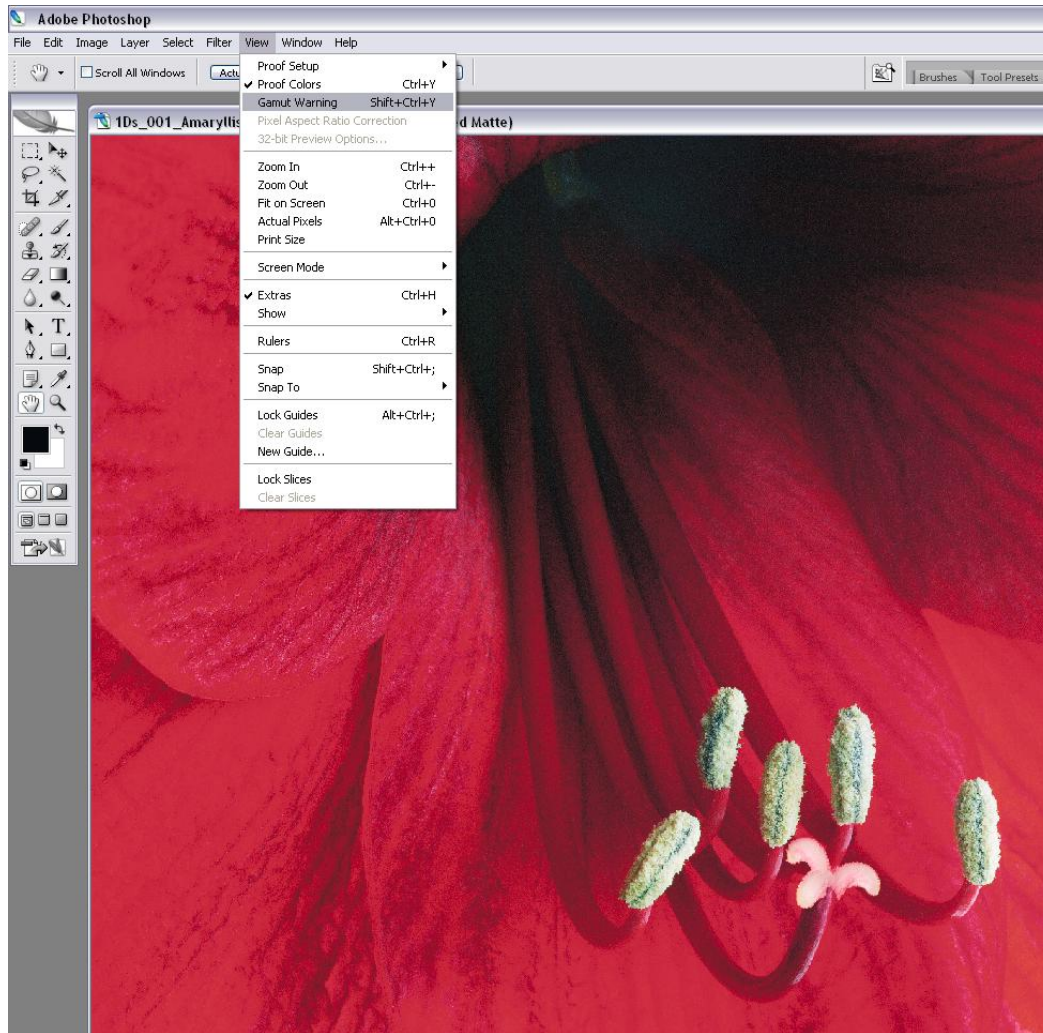 Adobe Photoshop
File Edit Image Layer Select Filter View Window Help
Scroll All Windows
Brushes Tool Presets
1Ds_001_Amaryllis
ed Matte)
Proof Setup
Proof Colors Ctrl+Y
Gamut Warning Shift+Ctrl+Y
Pixel Aspect Ratio Correction
32-bit Preview Options...
Zoom In Ctrl++
Zoom Out Ctrl+-
Fit on Screen Ctrl+0
Actual Pixels Alt+Ctrl+0
Print Size
Screen Mode
Extras Ctrl+H
Show
Rulers Ctrl+R
Snap Shift+Ctrl+;
Snap To
Lock Guides Alt+Ctrl+;
Clear Guides
New Guide...
Lock Slices
Clear Slices